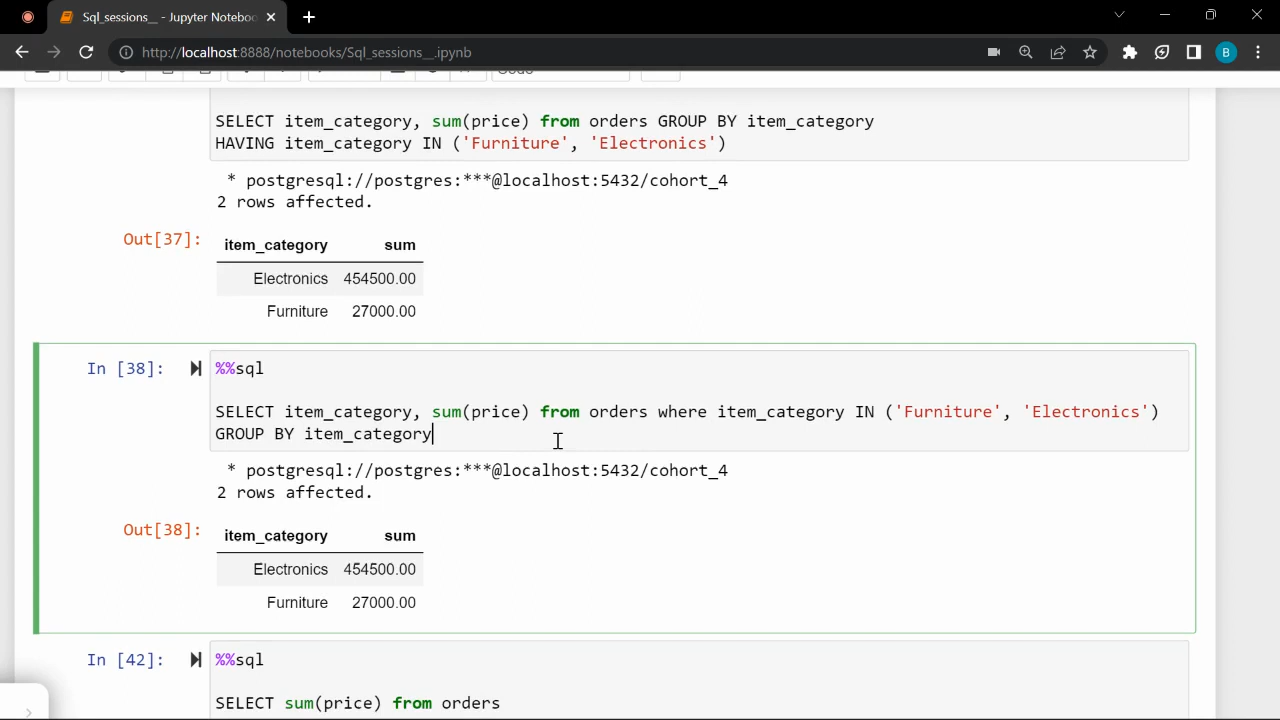 Sql_sessions__ - Jupyter Noteboo
http://localhost:8888/notebooks/Sql_sessions__.ipynb
B
SELECT item_category, sum(price) from orders GROUP BY item_category
HAVING item_category IN ('Furniture', 'Electronics')
* postgresql://postgres:***@localhost:5432/cohort_4
2 rows affected.
Out[37]:
item_category sum
Electronics 454500.00
Furniture 27000.00
In [38]:
%%sql
SELECT item_category, sum(price) from orders where item_category IN ('Furniture', 'Electronics')
GROUP BY item_category
* postgresql://postgres:***@localhost:5432/cohort_4
2 rows affected.
Out[38]:
item_category sum
Electronics 454500.00
Furniture 27000.00
In [42]:
%%sql
SELECT sum(price) from orders